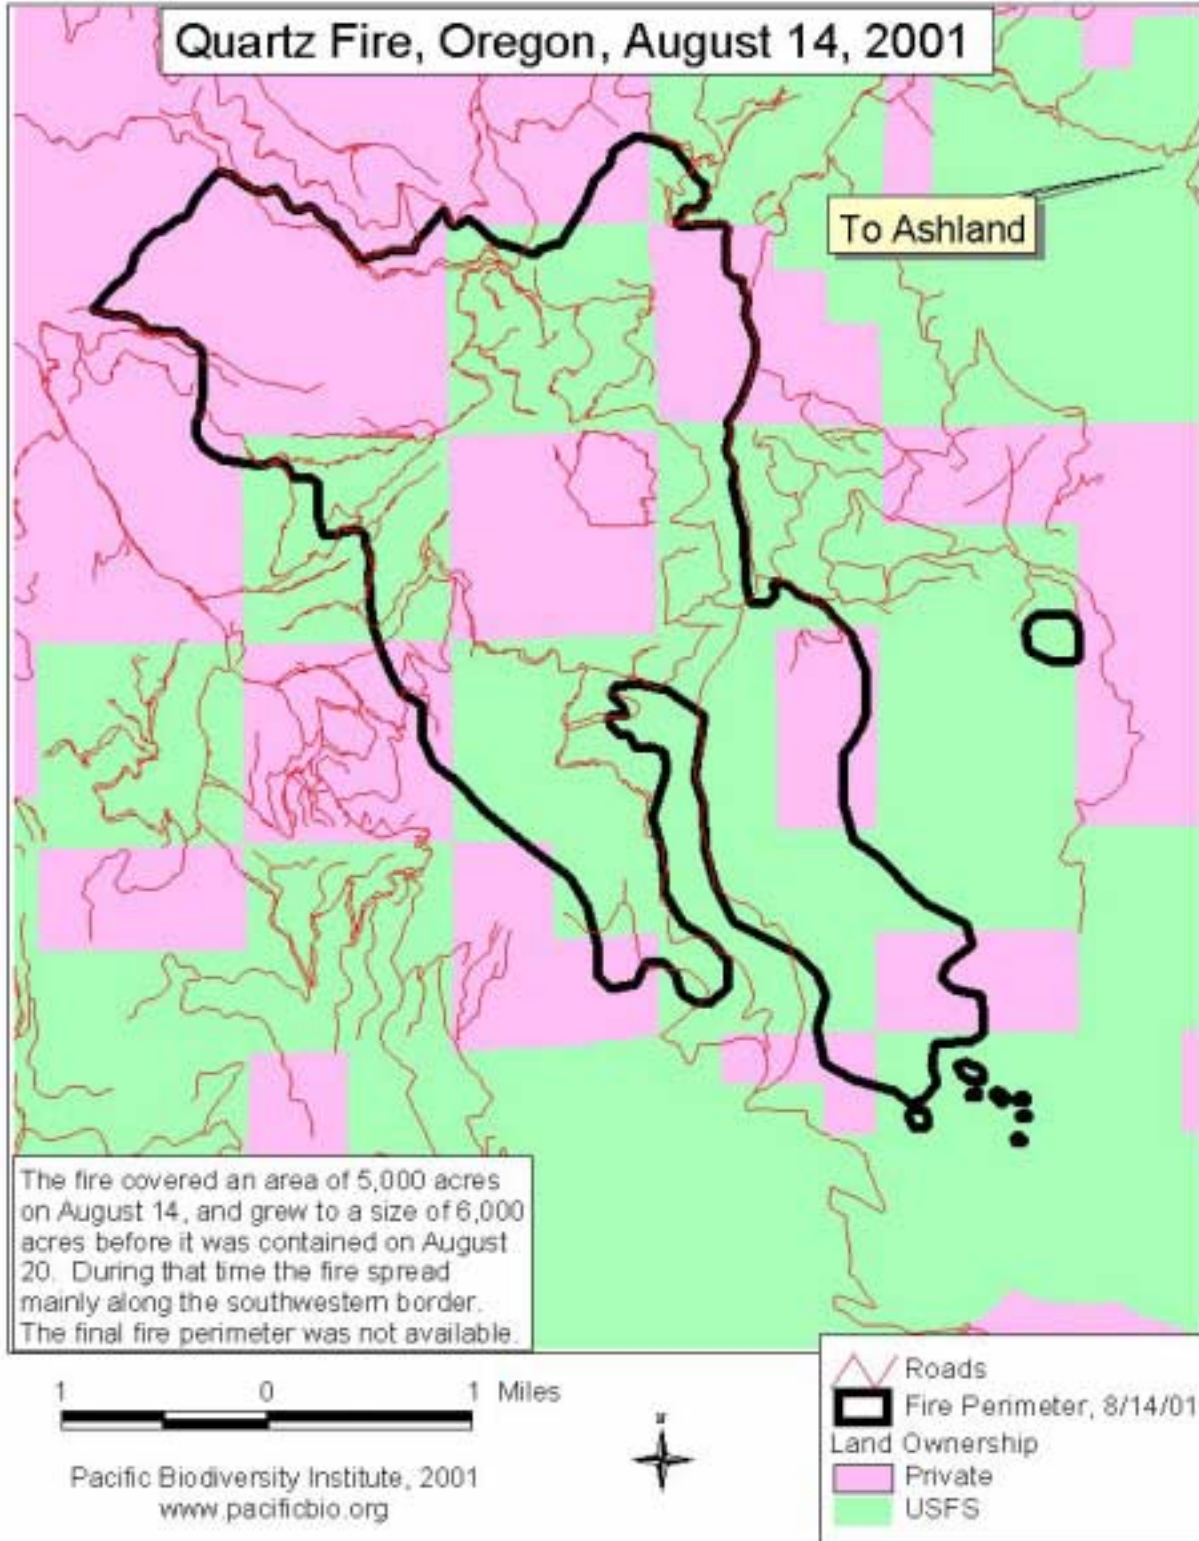 Quartz Fire, Oregon, August 14, 2001
To Ashland
The fire covered an area of 5,000 acres
on August 14, and grew to a size of 6,000
acres before it was contained on August
20. During that time the fire spread
mainly along the southwestern border.
The final fire perimeter was not available.
1 0 1 Miles
Pacific Biodiversity Institute, 2001
www.pacificbio.org
N
Roads
Fire Perimeter, 8/14/01
Land Ownership
Private
USFS